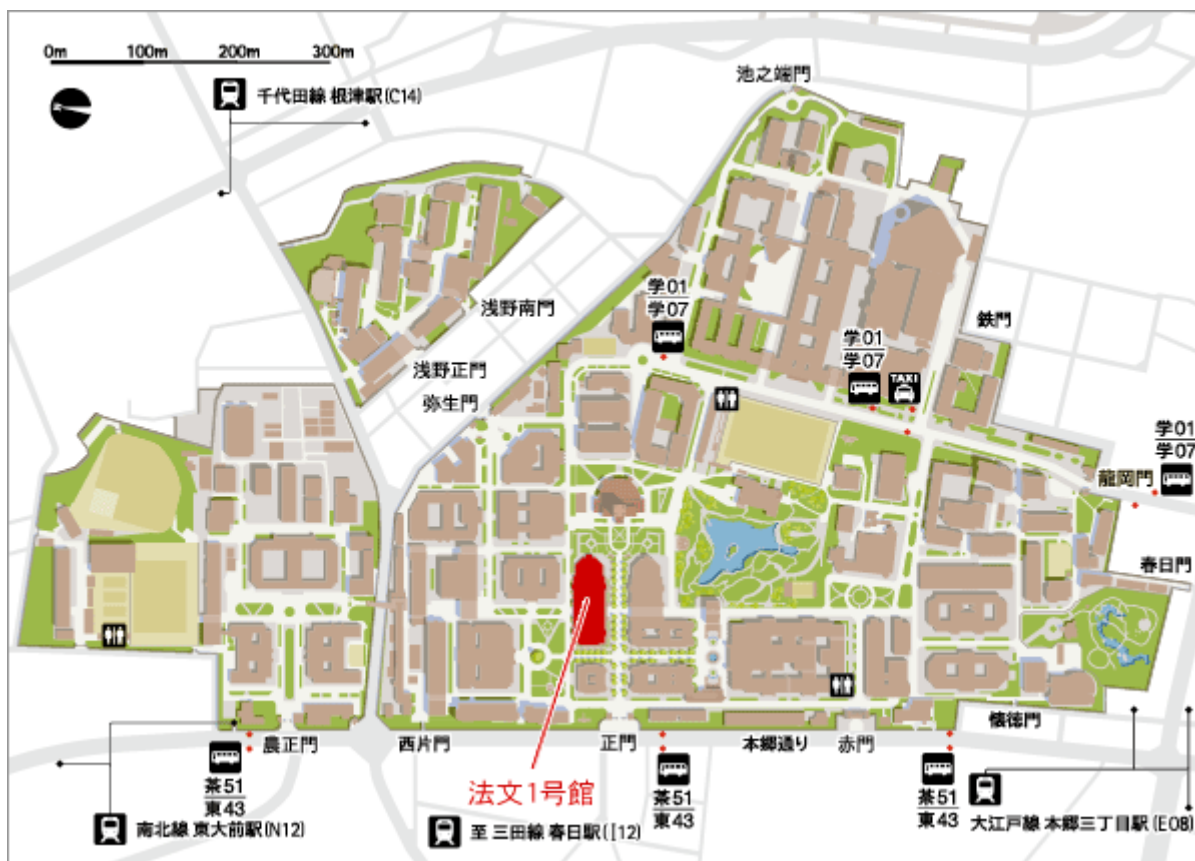 0m 100m 200m 300m
千代田線 根津駅(C14)
池之端門
浅野南門
学01
学07
学01
学07
TAXI
鉄門
浅野正門
弥生門
学01
学07
龍岡門
春日門
懐徳門
農正門
西片門
正門
本郷通り
赤門
茶51
東43
法文1号館
茶51
東43
茶51
東43
南北線 東大前駅(N12)
至 三田線 春日駅([12)
大江戸線 本郷三丁目駅(E08)